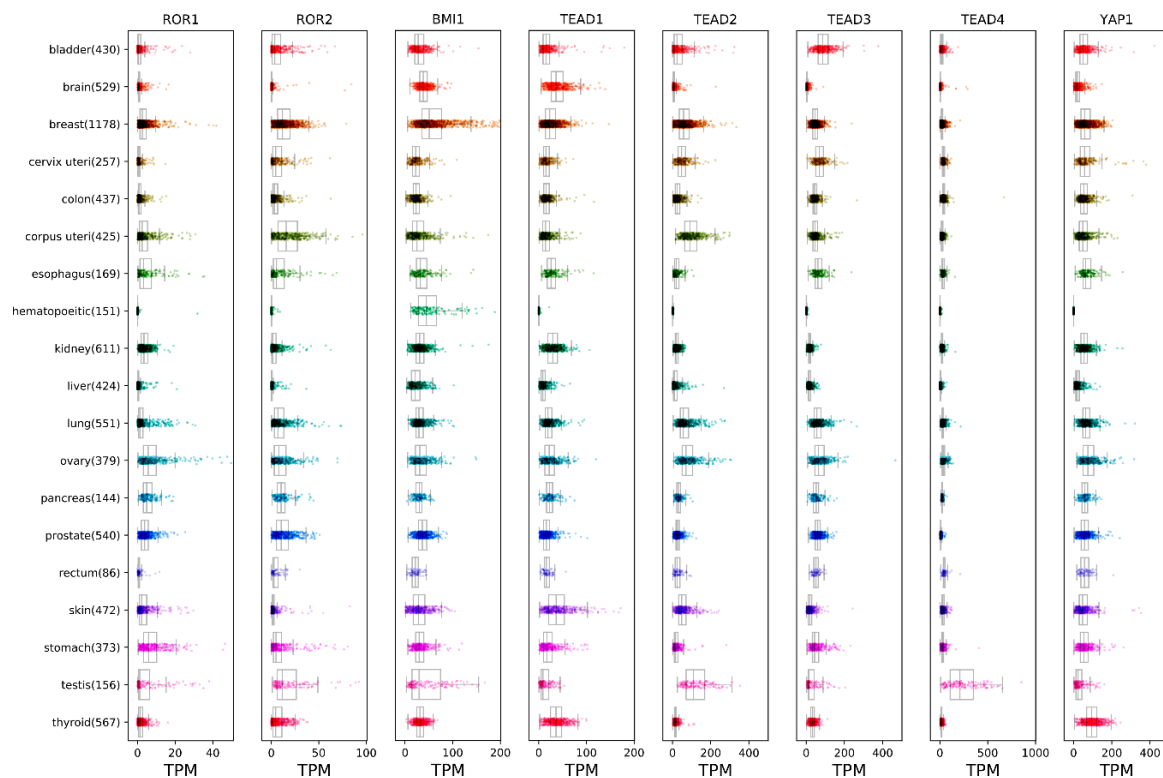 ROR1 ROR2 BMI1 TEAD1 TEAD2 TEAD3 TEAD4 YAP1
bladder(430)
brain(529)
breast(1178)
cervix uteri(257)
colon(437)
corpus uteri(425)
esophagus(169)
hematopoeitic(151)
kidney(611)
liver(424)
lung(551)
ovary(379)
pancreas(144)
prostate(540)
rectum(86)
skin(472)
stomach(373)
testis(156)
thyroid(567)
0 20 40 0 50 100 0 100 200 0 100 200 0 200 400 0 200 400 0 500 1000 0 200 400
TPM TPM TPM TPM TPM TPM TPM TPM